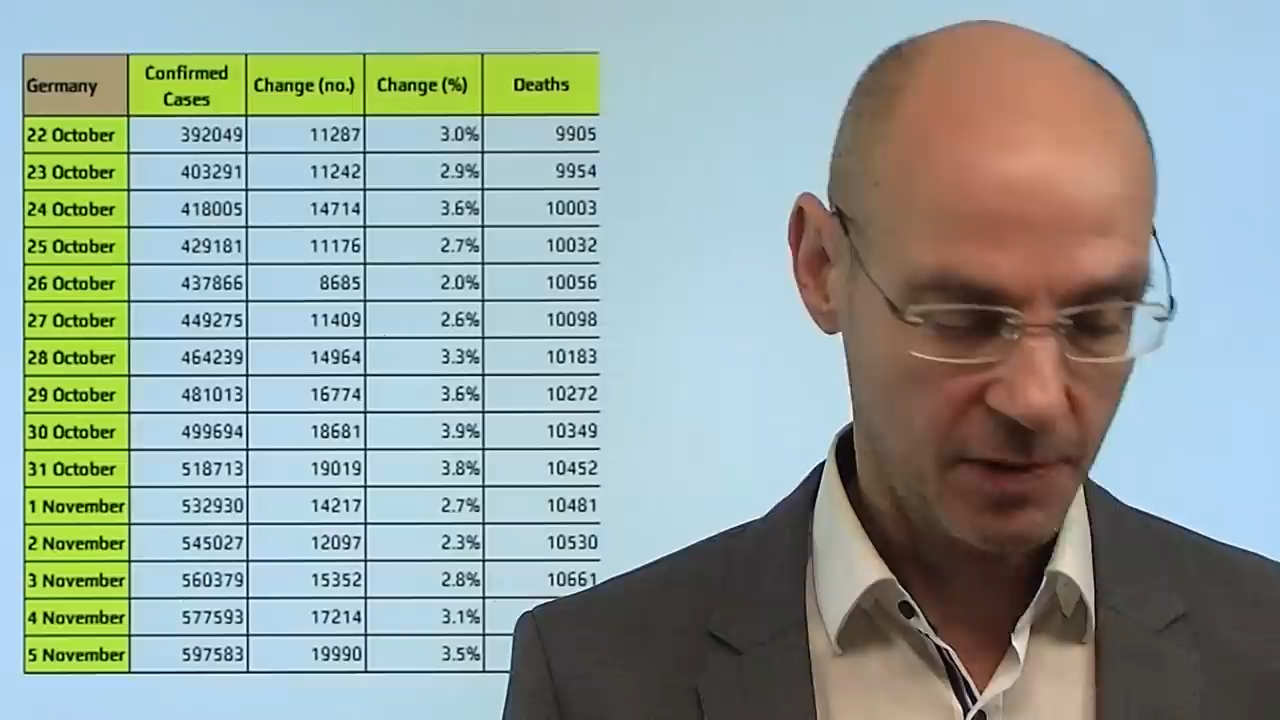 Germany Confirmed Cases Change (no.) Change (%) Deaths
22 October 392049 11287 3.0% 9905
23 October 403291 11242 2.9% 9954
24 October 418005 14714 3.6% 10003
25 October 429181 11176 2.7% 10032
26 October 437866 8685 2.0% 10056
27 October 449275 11409 2.6% 10098
28 October 464239 14964 3.3% 10183
29 October 481013 16774 3.6% 10272
30 October 499694 18681 3.9% 10349
31 October 518713 19019 3.8% 10452
1 November 532930 14217 2.7% 10481
2 November 545027 12097 2.3% 10530
3 November 560379 15352 2.8% 10661
4 November 577593 17214 3.1%
5 November 597583 19990 3.5%